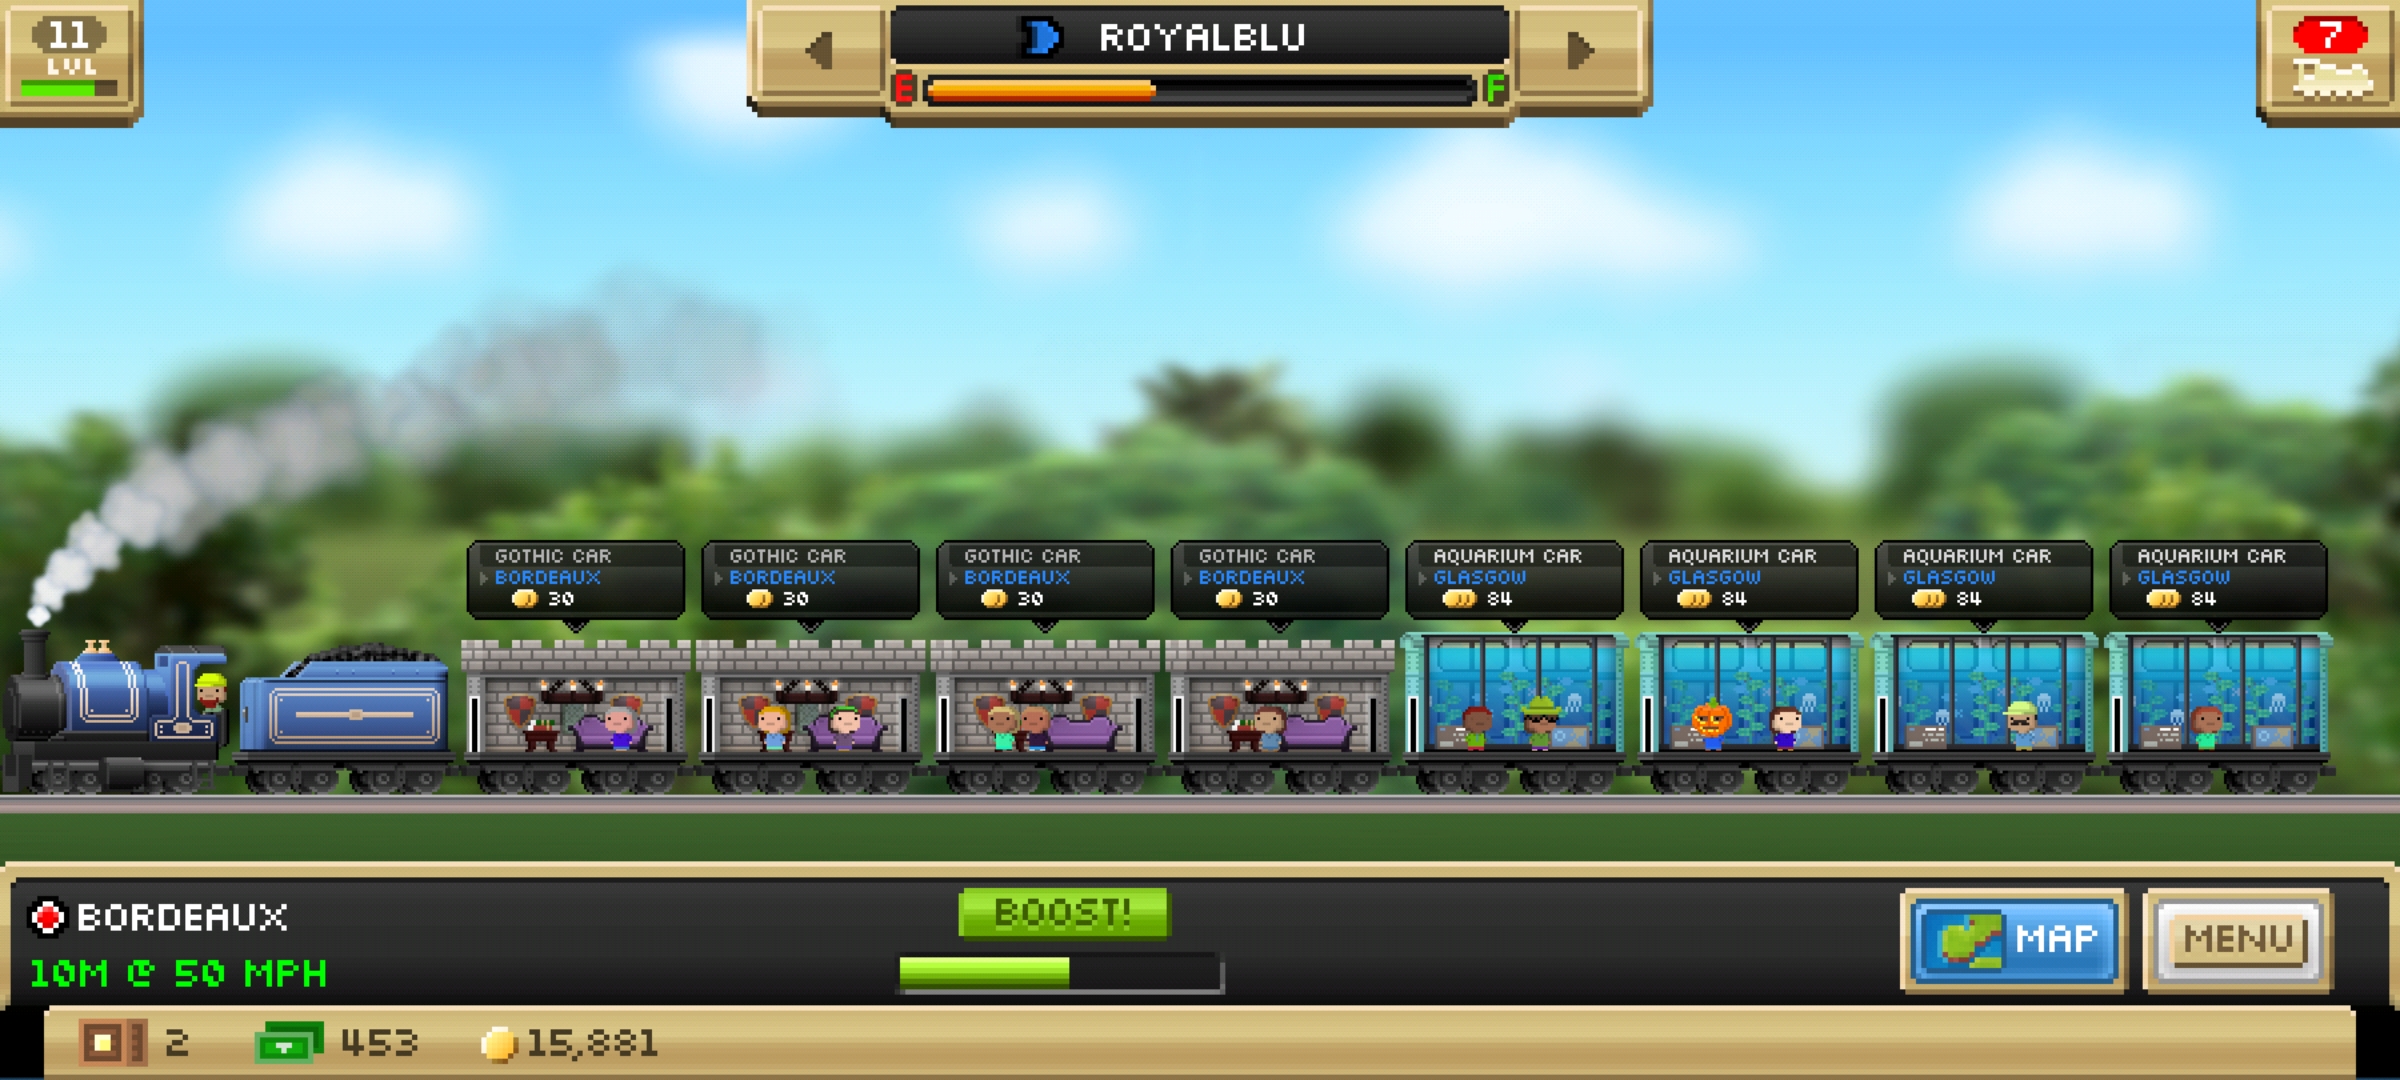 11
LVL
ROYALBLU
E F
7
GOTHIC CAR
BORDEAUX
30
GOTHIC CAR
BORDEAUX
30
GOTHIC CAR
BORDEAUX
30
GOTHIC CAR
BORDEAUX
30
AQUARIUM CAR
GLASGOW
84
AQUARIUM CAR
GLASGOW
84
AQUARIUM CAR
GLASGOW
84
AQUARIUM CAR
GLASGOW
84
BORDEAUX
10M @ 50 MPH
BOOST!
MAP
MENU
2
453
15,881